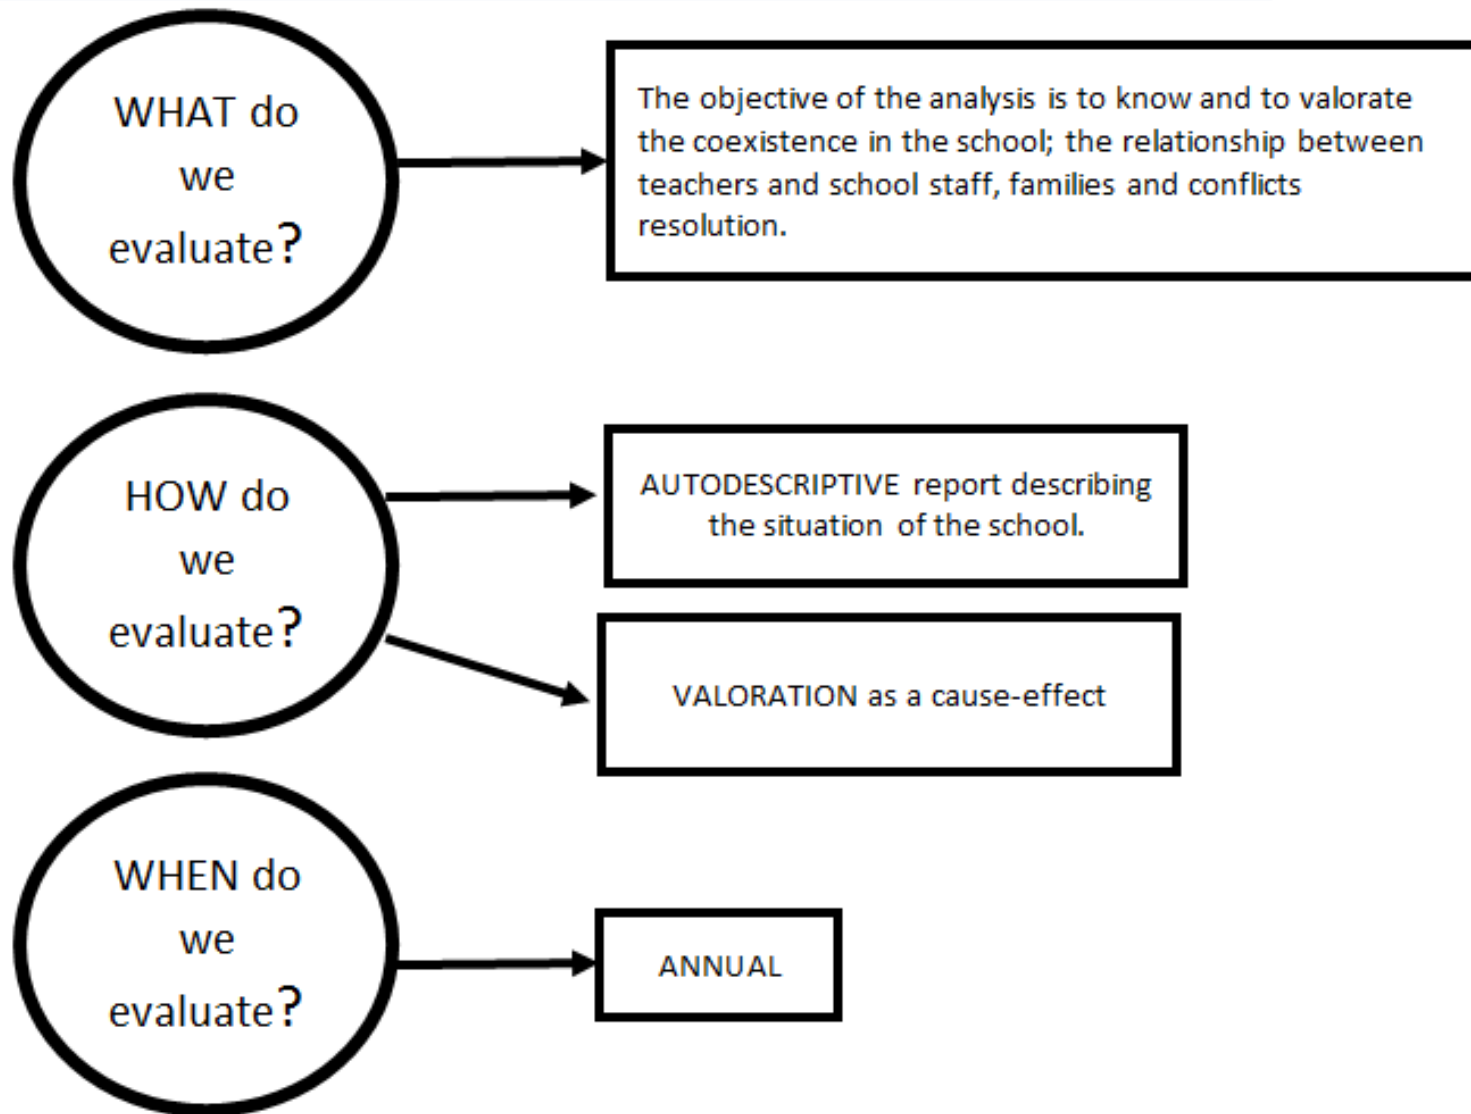 WHAT do
we
evaluate?
The objective of the analysis is to know and to valorate
the coexistence in the school; the relationship between
teachers and school staff, families and conflicts
resolution.
HOW do
we
evaluate?
AUTODESCRIPTIVE report describing
the situation of the school.
VALORATION as a cause-effect
WHEN do
we
evaluate?
ANNUAL